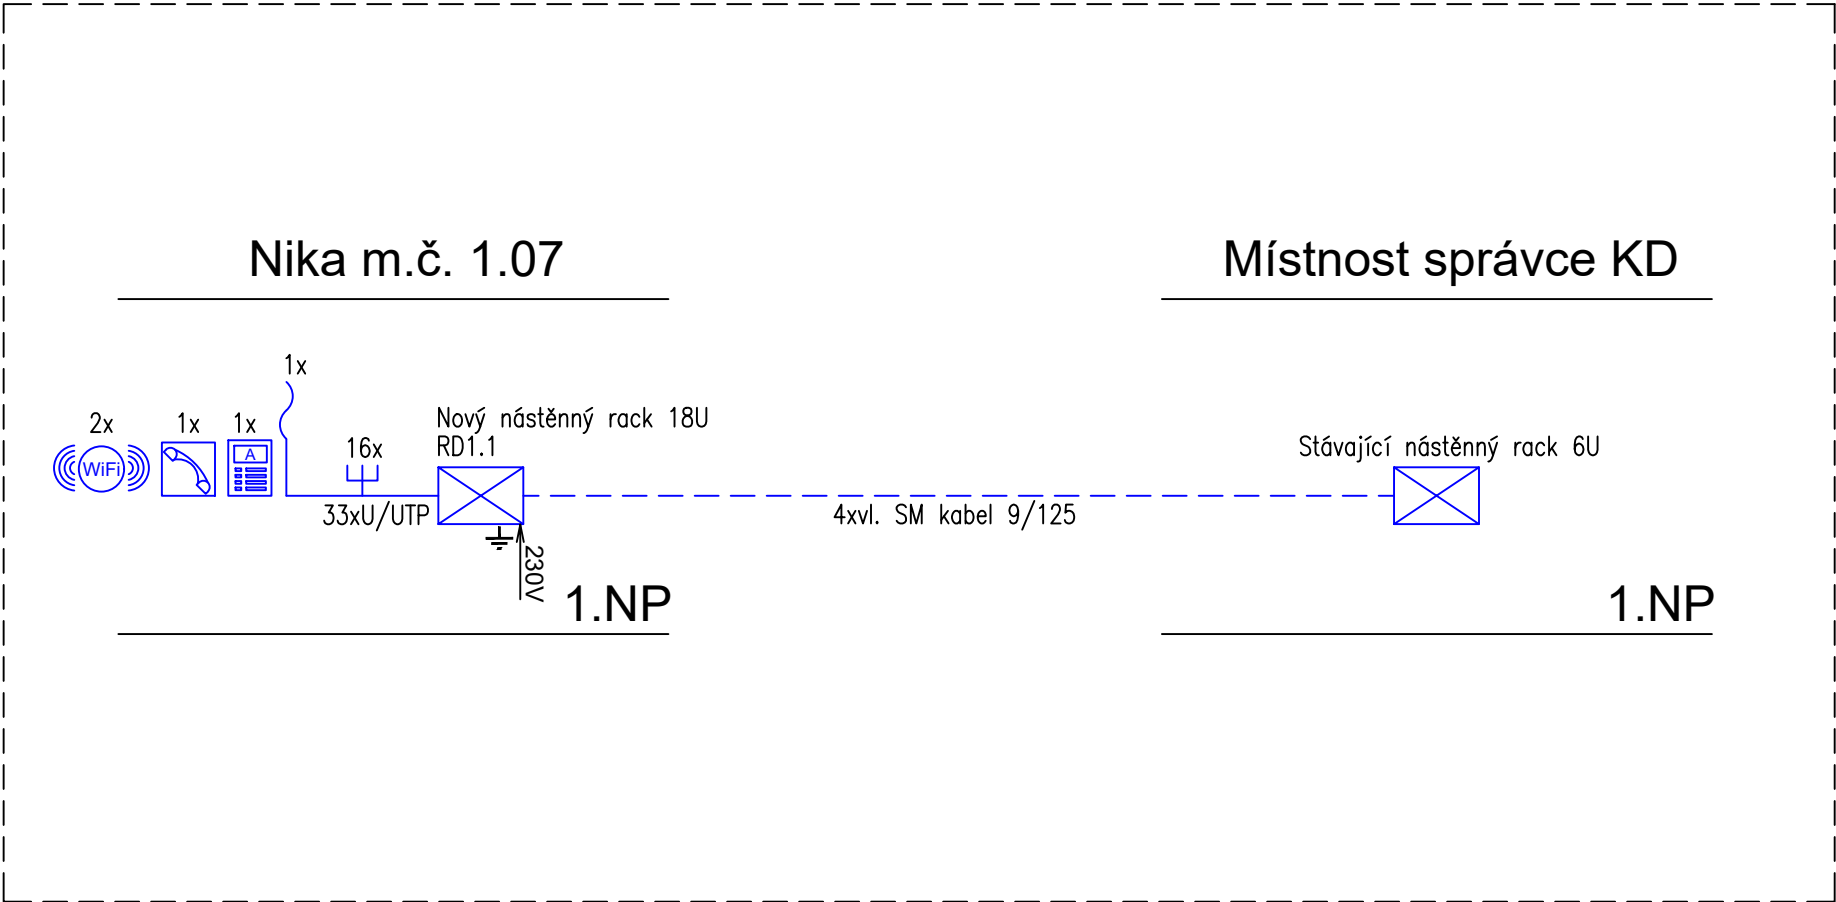 Nika m.č. 1.07
Místnost správce KD
1x
2x
1x
1x
16x
Nový nástěnný rack 18U
RD1.1
Stávající nástěnný rack 6U
WiFi
A
33xU/UTP
4xvl. SM kabel 9/125
230V
1.NP
1.NP